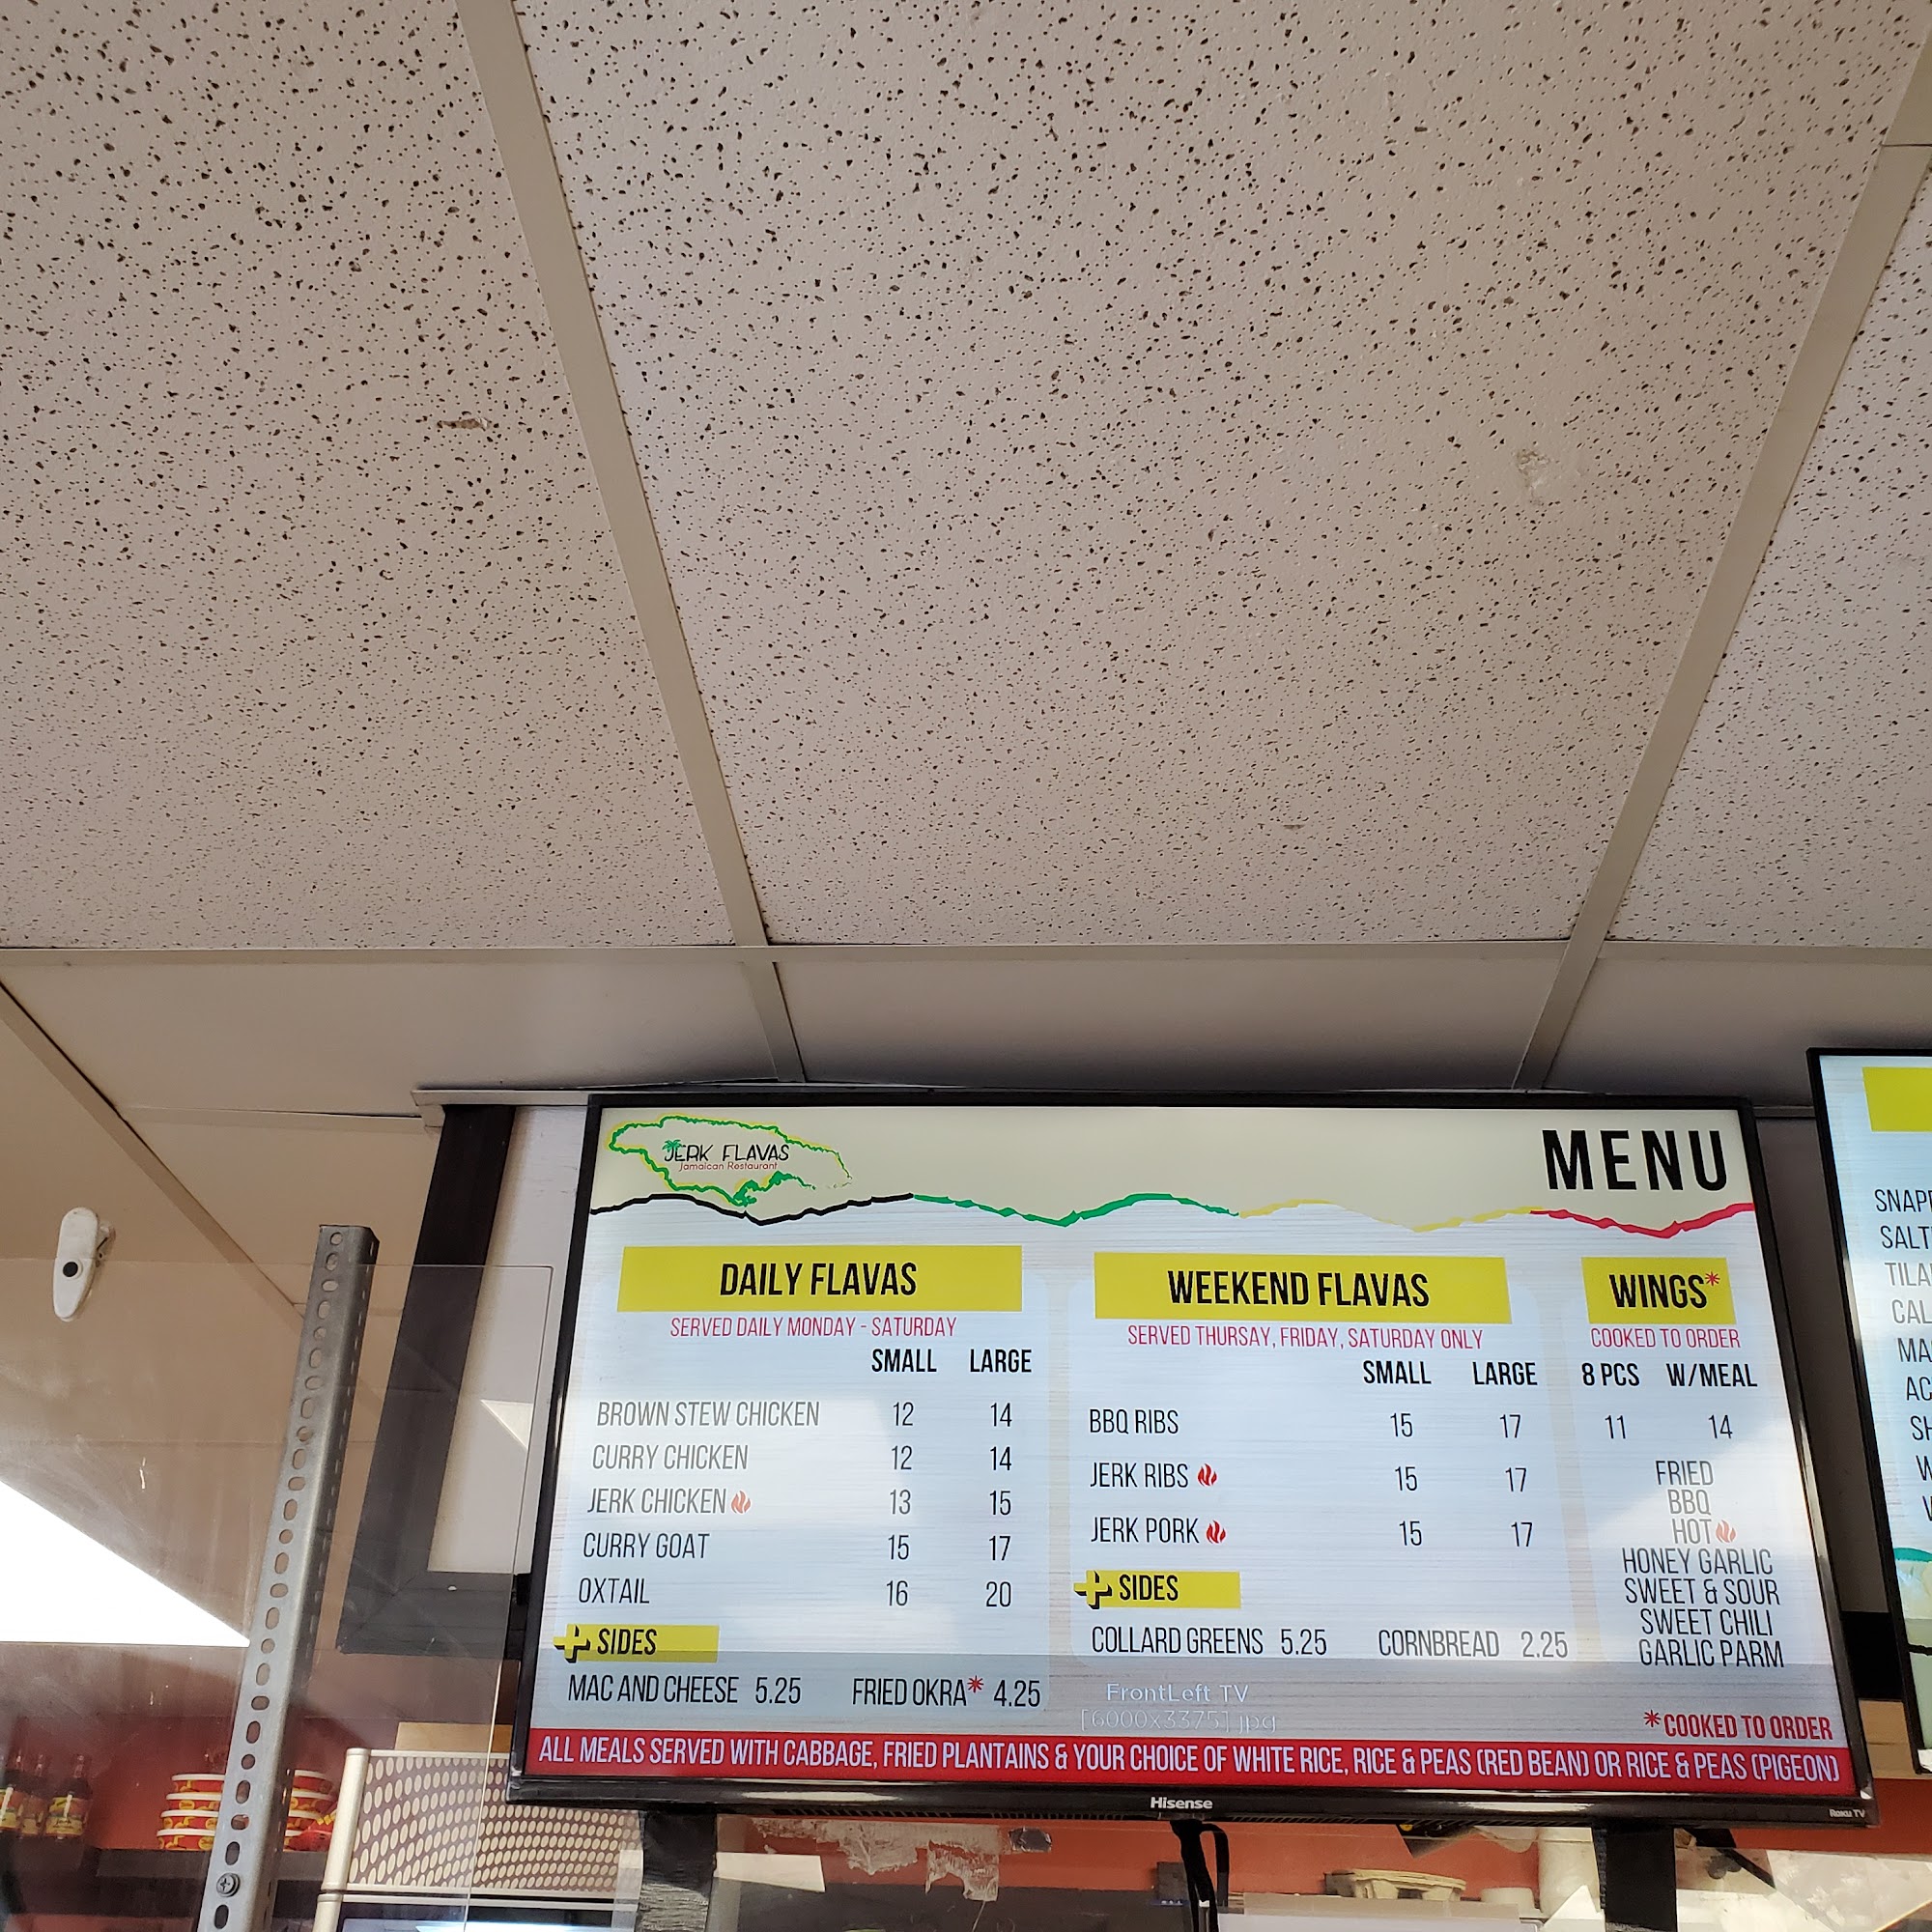 JERK FLAVAS
Jamaican Restaurant
MENU
DAILY FLAVAS
SERVED DAILY MONDAY - SATURDAY
SMALL LARGE
BROWN STEW CHICKEN 12 14
CURRY CHICKEN 12 14
JERK CHICKEN 13 15
CURRY GOAT 15 17
OXTAIL 16 20
+ SIDES
MAC AND CHEESE 5.25 FRIED OKRA* 4.25
WEEKEND FLAVAS
SERVED THURSAY, FRIDAY, SATURDAY ONLY
SMALL LARGE
BBQ RIBS 15 17
JERK RIBS 15 17
JERK PORK 15 17
+ SIDES
COLLARD GREENS 5.25 CORNBREAD 2.25
WINGS*
COOKED TO ORDER
8 PCS W/MEAL
11 14
FRIED
BBQ
HOT
HONEY GARLIC
SWEET & SOUR
SWEET CHILI
GARLIC PARM
FrontLeft TV
[6000x3375].jpg
*COOKED TO ORDER
ALL MEALS SERVED WITH CABBAGE, FRIED PLANTAINS & YOUR CHOICE OF WHITE RICE, RICE & PEAS (RED BEAN) OR RICE & PEAS (PIGEON)
Hisense
Roku TV